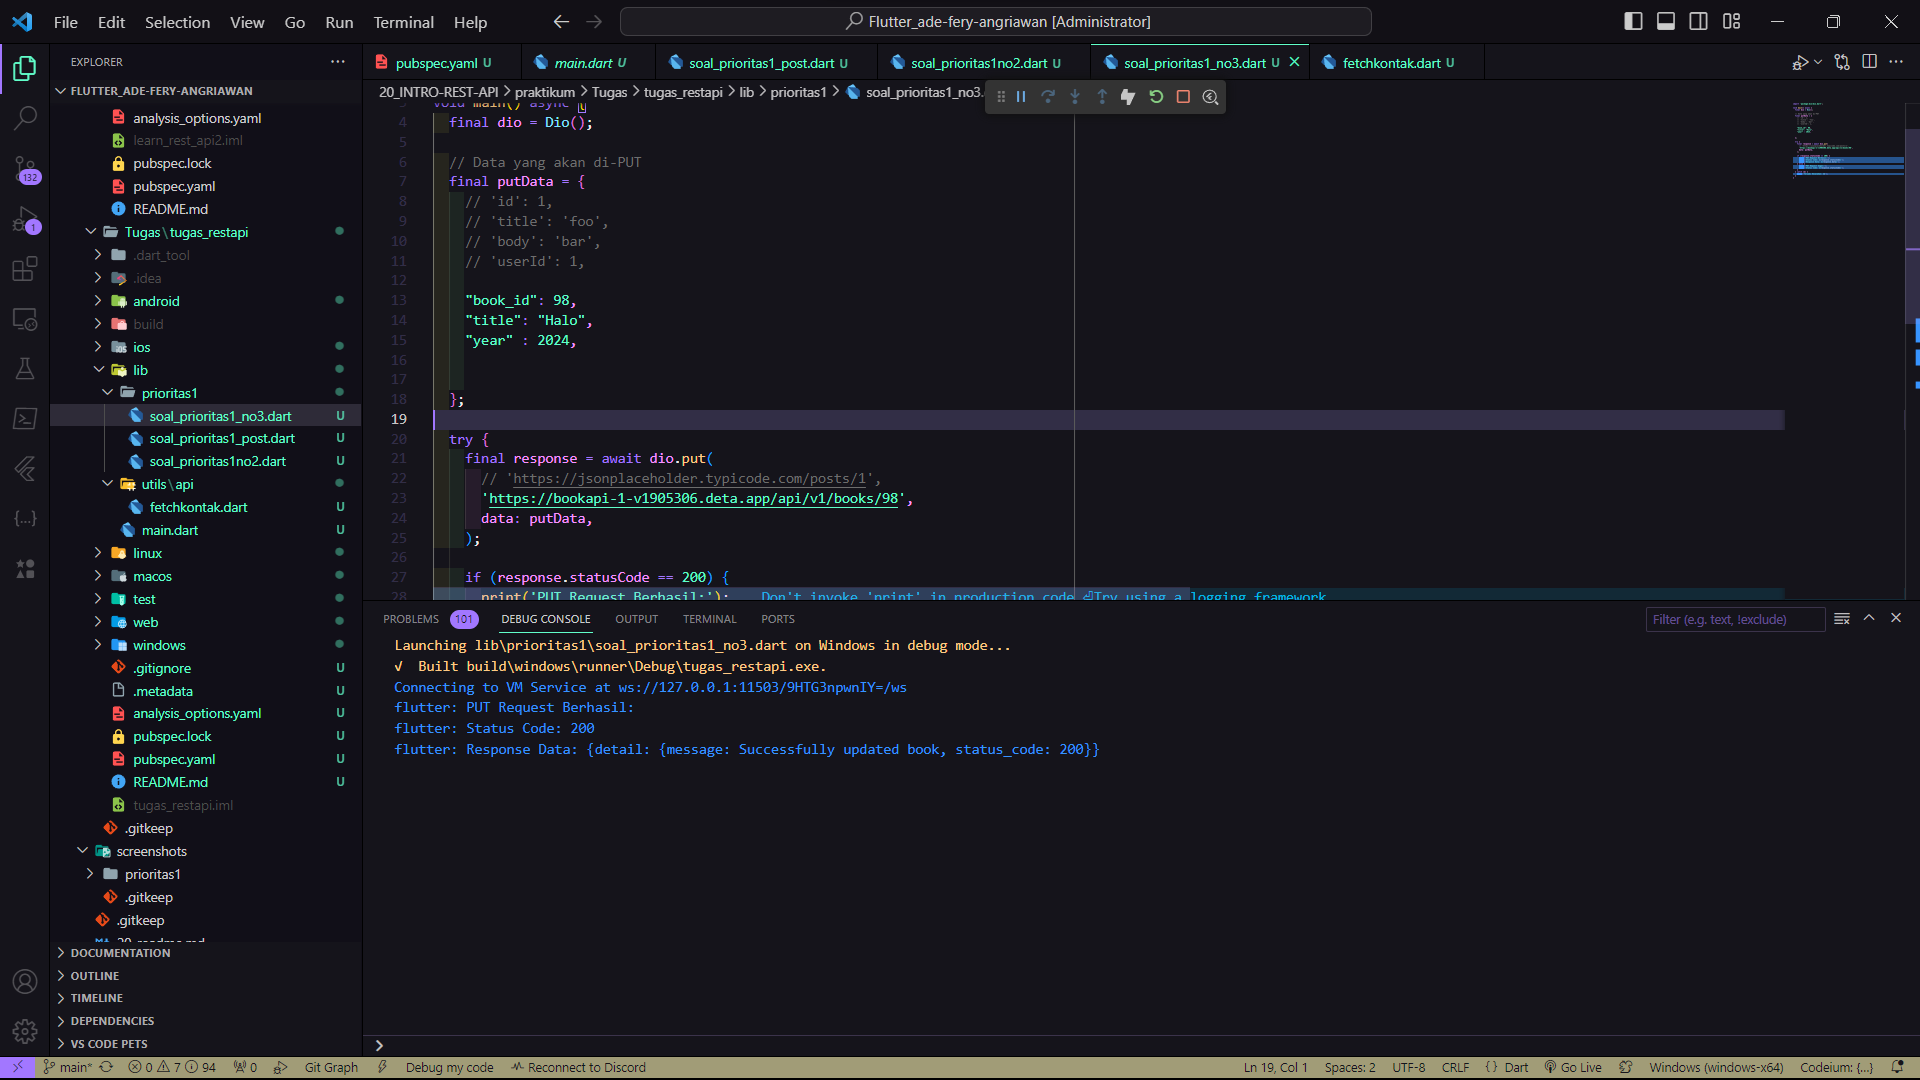 File Edit Selection View Go Run Terminal Help
Flutter_ade-fery-angriawan [Administrator]
EXPLORER
FLUTTER_ADE-FERY-ANGRIAWAN
analysis_options.yaml
learn_rest_api2.iml
pubspec.lock
pubspec.yaml
README.md
Tugas\tugas_restapi
.dart_tool
.idea
android
build
ios
lib
prioritas1
soal_prioritas1_no3.dart U
soal_prioritas1_post.dart U
soal_prioritas1no2.dart U
utils\api
fetchkontak.dart U
main.dart U
linux
macos
test
web
windows
.gitignore U
.metadata U
analysis_options.yaml U
pubspec.lock U
pubspec.yaml U
README.md U
tugas_restapi.iml
.gitkeep
screenshots
prioritas1
.gitkeep
.gitkeep
DOCUMENTATION
OUTLINE
TIMELINE
DEPENDENCIES
VS CODE PETS
132
1
pubspec.yaml U main.dart U soal_prioritas1_post.dart U soal_prioritas1no2.dart U soal_prioritas1_no3.dart U fetchkontak.dart U
20_INTRO-REST-API > praktikum > Tugas > tugas_restapi > lib > prioritas1 > soal_prioritas1_no3.
void main() async {
4 final dio = Dio();
5
6 // Data yang akan di-PUT
7 final putData = {
8 // 'id': 1,
9 // 'title': 'foo',
10 // 'body': 'bar',
11 // 'userId': 1,
12
13 "book_id": 98,
14 "title": "Halo",
15 "year" : 2024,
16
17
18 };
19
20 try {
21 final response = await dio.put(
22 // 'https://jsonplaceholder.typicode.com/posts/1',
23 'https://bookapi-1-v1905306.deta.app/api/v1/books/98',
24 data: putData,
25 );
26
27 if (response.statusCode == 200) {
28 print('PUT Request Berhasil:'); Don't invoke 'print' in production code ⏎Try using a logging framework
PROBLEMS 101 DEBUG CONSOLE OUTPUT TERMINAL PORTS
Filter (e.g. text, !exclude)
Launching lib\prioritas1\soal_prioritas1_no3.dart on Windows in debug mode...
√ Built build\windows\runner\Debug\tugas_restapi.exe.
Connecting to VM Service at ws://127.0.0.1:11503/9HTG3npwnIY=/ws
flutter: PUT Request Berhasil:
flutter: Status Code: 200
flutter: Response Data: {detail: {message: Successfully updated book, status_code: 200}}
main* 0 7 94 0 Git Graph Debug my code Reconnect to Discord
Ln 19, Col 1 Spaces: 2 UTF-8 CRLF { } Dart Go Live Windows (windows-x64) Codeium: {...}